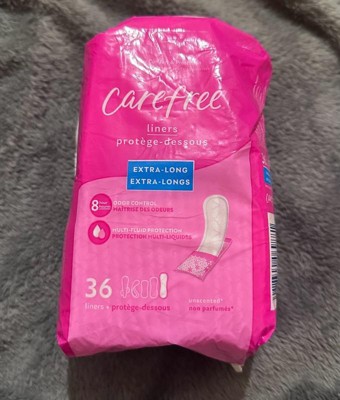 Carefree
liners
protège-dessous
EXTRA-LONG
EXTRA-LONGS
8 ODOR CONTROL
MAÎTRISE DES ODEURS
MULTI-FLUID PROTECTION
PROTECTION MULTI-LIQUIDES
36
liners • protège-dessous
unscented
non parfumés